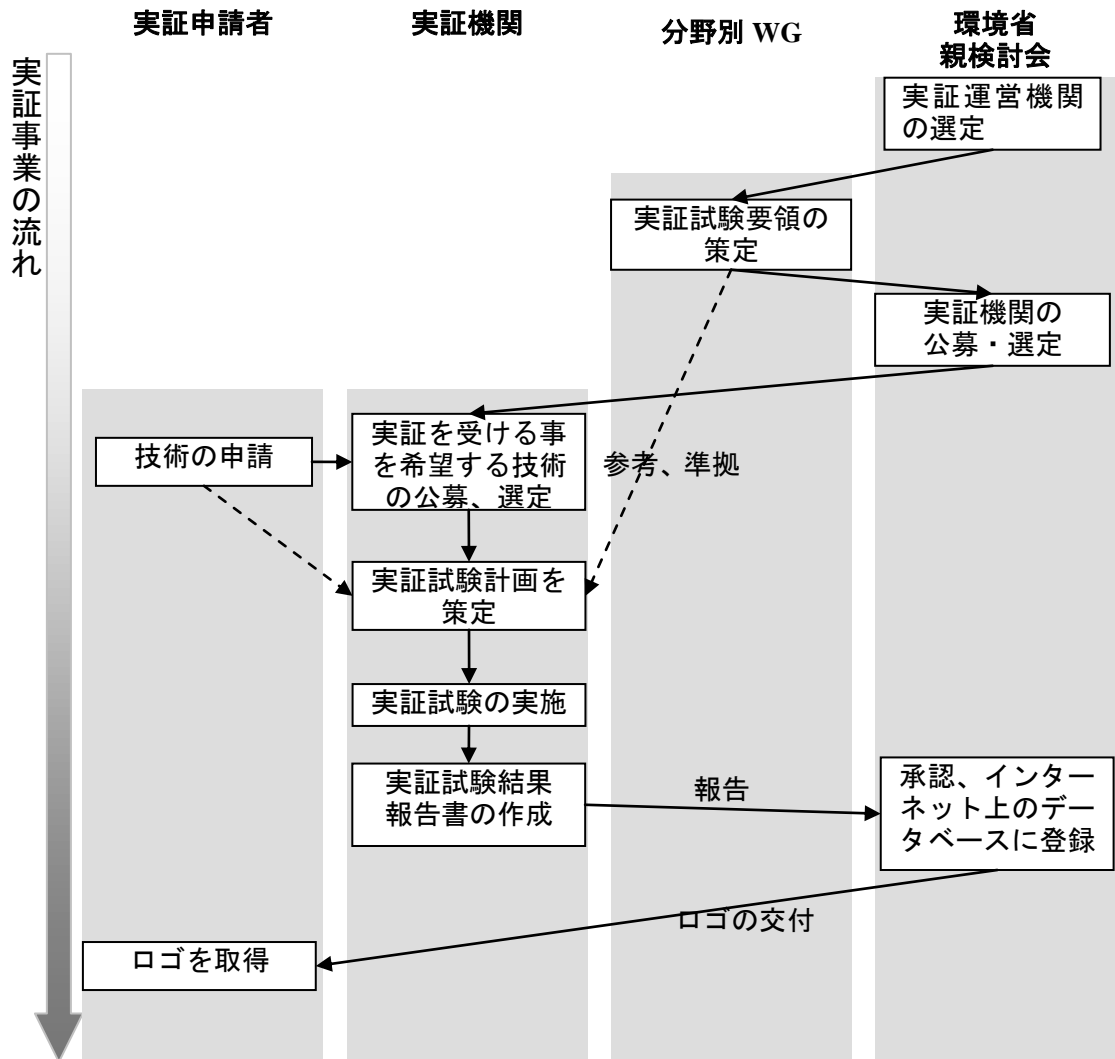 実証申請者
実証機関
分野別 WG
環境省
親検討会
実証事業の流れ
実証運営機関
の選定
実証試験要領の
策定
実証機関の
公募・選定
技術の申請
実証を受ける事
を希望する技術
の公募、選定
参考、準拠
実証試験計画を
策定
実証試験の実施
実証試験結果
報告書の作成
報告
承認、インター
ネット上のデー
タベースに登録
ロゴの交付
ロゴを取得